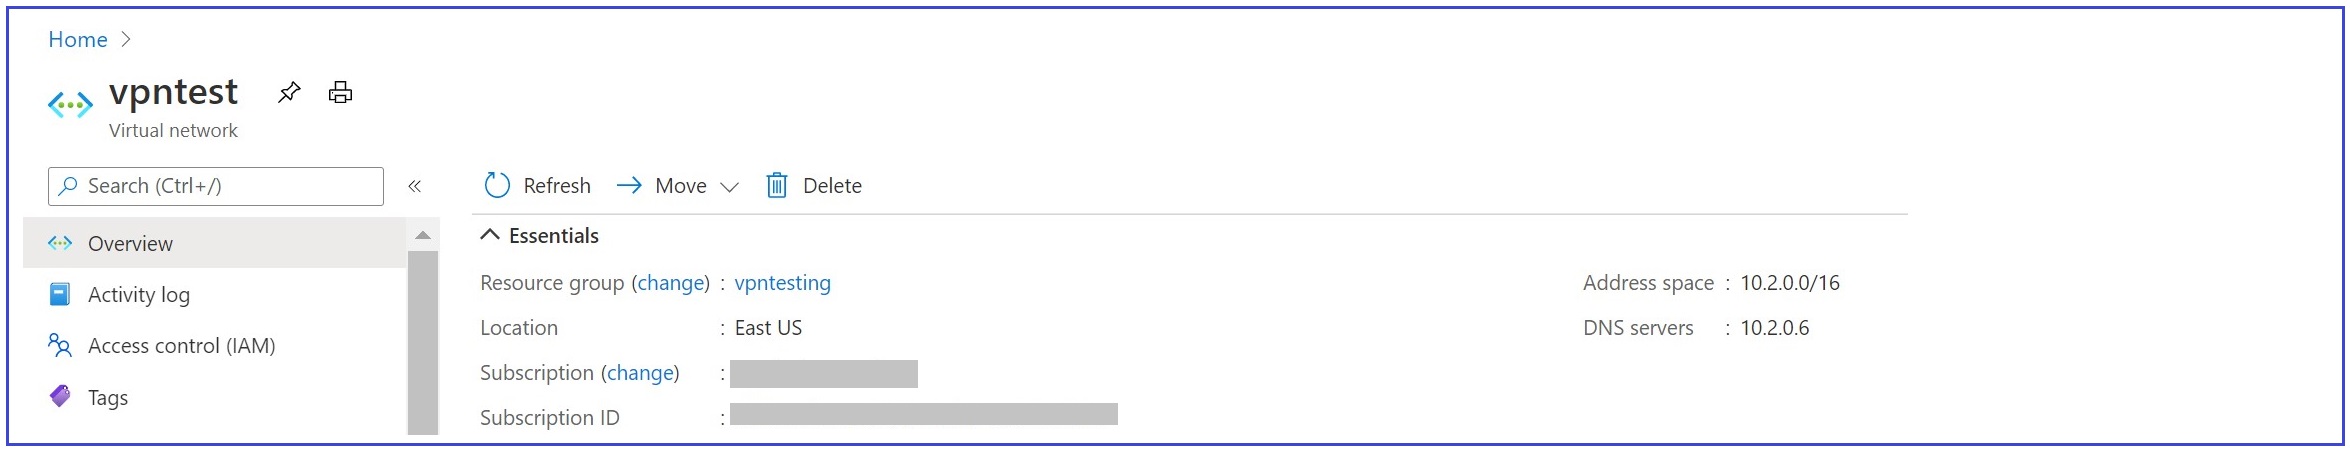 Home >
vpntest
Virtual network
Search (Ctrl+/) «
Refresh Move Delete
Overview
Activity log
Access control (IAM)
Tags
Essentials
Resource group (change) : vpntesting
Location : East US
Subscription (change) :
Subscription ID :
Address space : 10.2.0.0/16
DNS servers : 10.2.0.6